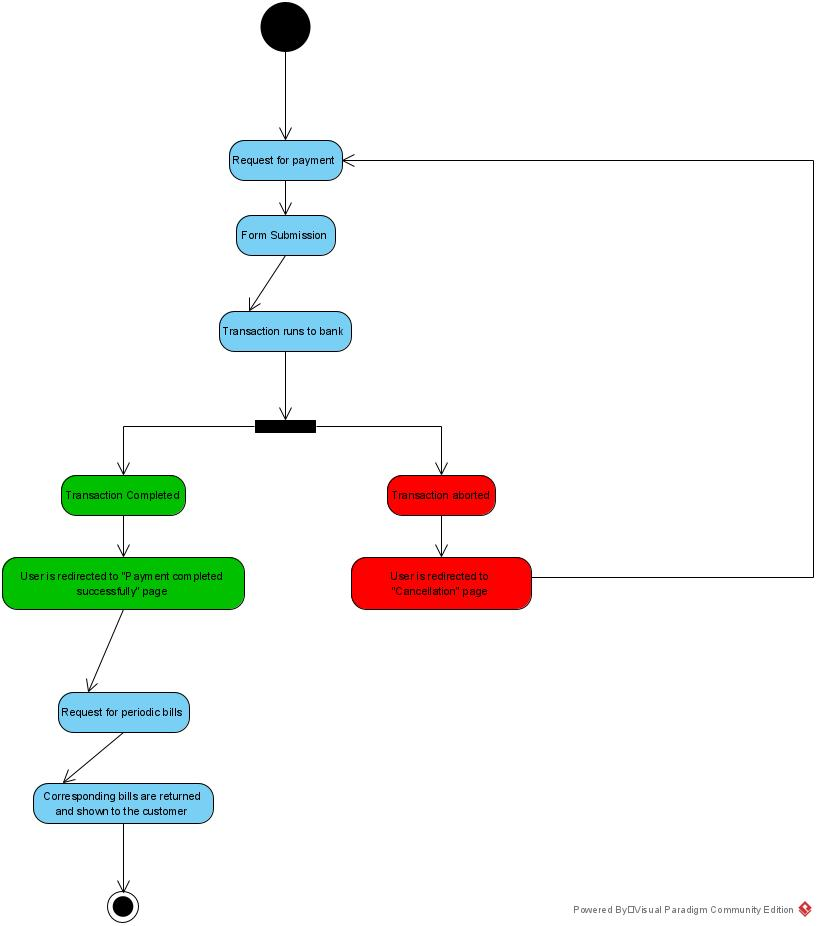 Request for payment
Form Submission
Transaction runs to bank
Transaction Completed
Transaction aborted
User is redirected to "Payment completed
successfully" page
User is redirected to
"Cancellation" page
Request for periodic bills
Corresponding bills are returned
and shown to the customer
Powered By□Visual Paradigm Community Edition